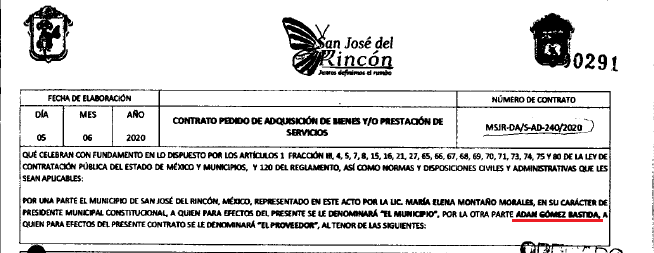 San José del
Rincón
Juntos definimos el rumbo
00291
FECHA DE ELABORACIÓN
NÚMERO DE CONTRATO
DÍA MES AÑO
CONTRATO PEDIDO DE ADQUISICIÓN DE BIENES Y/O PRESTACIÓN DE
SERVICIOS
MSJR-DA/S-AD-240/2020
05 06 2020
QUE CELEBRAN CON FUNDAMENTO EN LO DISPUESTO POR LOS ARTÍCULOS 1 FRACCIÓN III, 4, 5, 7, 8, 15, 16, 21, 27, 65, 66, 67, 68, 69, 70, 71, 73, 74, 75 Y 80 DE LA LEY DE
CONTRATACIÓN PÚBLICA DEL ESTADO DE MÉXICO Y MUNICIPIOS, Y 120 DEL REGLAMENTO, ASÍ COMO NORMAS Y DISPOSICIONES CIVILES Y ADMINISTRATIVAS QUE LES
SEAN APLICABLES:
POR UNA PARTE EL MUNICIPIO DE SAN JOSÉ DEL RINCÓN, MÉXICO, REPRESENTADO EN ESTE ACTO POR LA LIC. MARÍA ELENA MONTAÑO MORALES, EN SU CARÁCTER DE
PRESIDENTE MUNICIPAL CONSTITUCIONAL, A QUIEN PARA EFECTOS DEL PRESENTE SE LE DENOMINARÁ "EL MUNICIPIO", POR LA OTRA PARTE ADAN GÓMEZ BASTIDA, A
QUIEN PARA EFECTOS DEL PRESENTE CONTRATO SE LE DENOMINARÁ "EL PROVEEDOR", AL TENOR DE LAS SIGUIENTES: